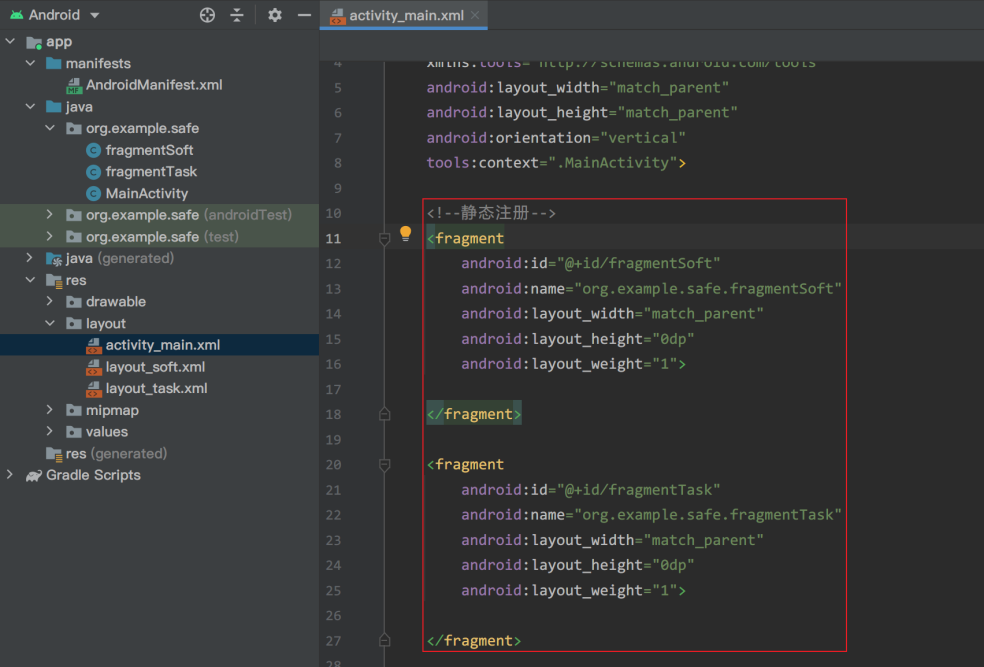 Android
app
manifests
AndroidManifest.xml
java
org.example.safe
fragmentSoft
fragmentTask
MainActivity
org.example.safe (androidTest)
org.example.safe (test)
java (generated)
res
drawable
layout
activity_main.xml
layout_soft.xml
layout_task.xml
mipmap
values
res (generated)
Gradle Scripts
activity_main.xml
4 xmlns:tools="http://schemas.android.com/tools"
5 android:layout_width="match_parent"
6 android:layout_height="match_parent"
7 android:orientation="vertical"
8 tools:context=".MainActivity">
9
10 <!--静态注册-->
11 <fragment
12 android:id="@+id/fragmentSoft"
13 android:name="org.example.safe.fragmentSoft"
14 android:layout_width="match_parent"
15 android:layout_height="0dp"
16 android:layout_weight="1">
17
18 </fragment>
19
20 <fragment
21 android:id="@+id/fragmentTask"
22 android:name="org.example.safe.fragmentTask"
23 android:layout_width="match_parent"
24 android:layout_height="0dp"
25 android:layout_weight="1">
26
27 </fragment>
28